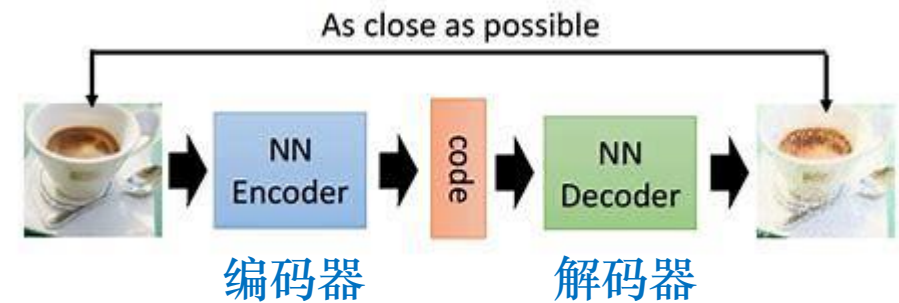 As close as possible
NN
Encoder
code
NN
Decoder
编码器
解码器